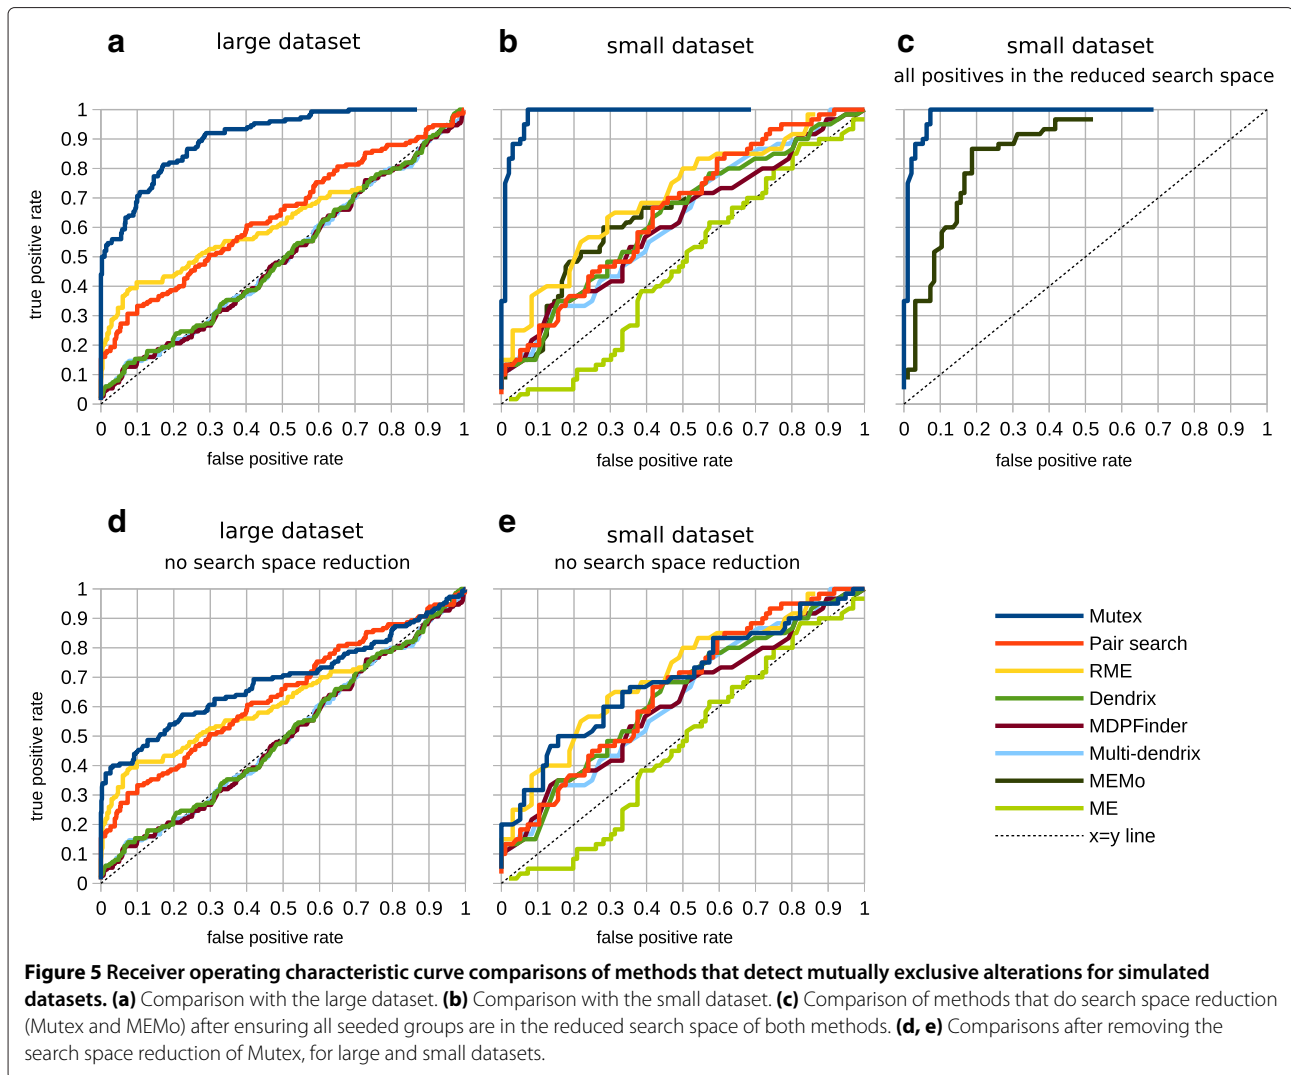 a
large dataset
1
0.9
0.8
0.7
0.6
0.5
0.4
0.3
0.2
0.1
0
true positive rate
0 0.1 0.2 0.3 0.4 0.5 0.6 0.7 0.8 0.9 1
false positive rate
b
small dataset
0 0.1 0.2 0.3 0.4 0.5 0.6 0.7 0.8 0.9 1
false positive rate
c
small dataset
all positives in the reduced search space
0 0.1 0.2 0.3 0.4 0.5 0.6 0.7 0.8 0.9 1
false positive rate
d
large dataset
no search space reduction
1
0.9
0.8
0.7
0.6
0.5
0.4
0.3
0.2
0.1
0
true positive rate
0 0.1 0.2 0.3 0.4 0.5 0.6 0.7 0.8 0.9 1
false positive rate
e
small dataset
no search space reduction
0 0.1 0.2 0.3 0.4 0.5 0.6 0.7 0.8 0.9 1
false positive rate
Mutex
Pair search
RME
Dendrix
MDPFinder
Multi-dendrix
MEMo
ME
x=y line
Figure 5 Receiver operating characteristic curve comparisons of methods that detect mutually exclusive alterations for simulated
datasets. (a) Comparison with the large dataset. (b) Comparison with the small dataset. (c) Comparison of methods that do search space reduction
(Mutex and MEMo) after ensuring all seeded groups are in the reduced search space of both methods. (d, e) Comparisons after removing the
search space reduction of Mutex, for large and small datasets.